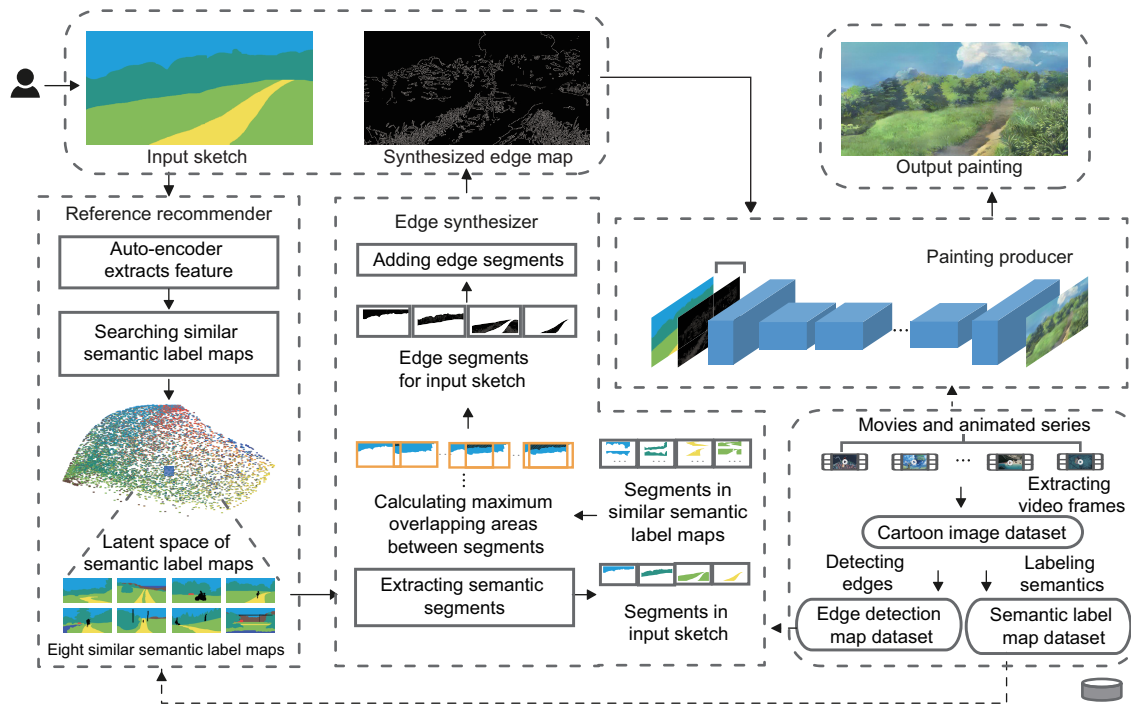 Input sketch
Synthesized edge map
Output painting
Reference recommender
Auto-encoder
extracts feature
Searching similar
semantic label maps
Latent space of
semantic label maps
Eight similar semantic label maps
Edge synthesizer
Adding edge segments
Edge segments
for input sketch
Calculating maximum
overlapping areas
between segments
Extracting semantic
segments
Segments in
similar semantic
label maps
Segments in
input sketch
Painting producer
Movies and animated series
Extracting
video frames
Cartoon image dataset
Detecting
edges
Labeling
semantics
Edge detection
map dataset
Semantic label
map dataset